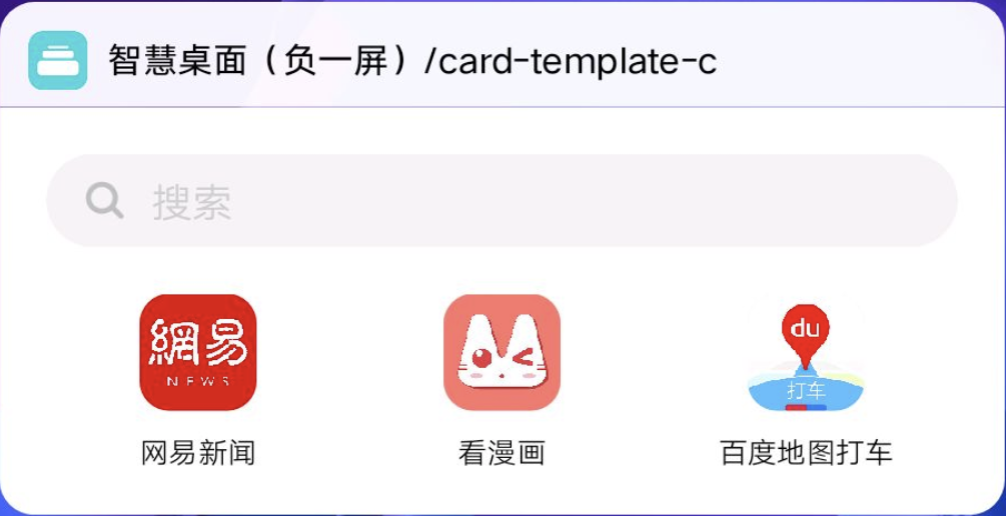 智慧桌面（负一屏）/card-template-c
搜索
網易
NEWS
du
打车
网易新闻
看漫画
百度地图打车